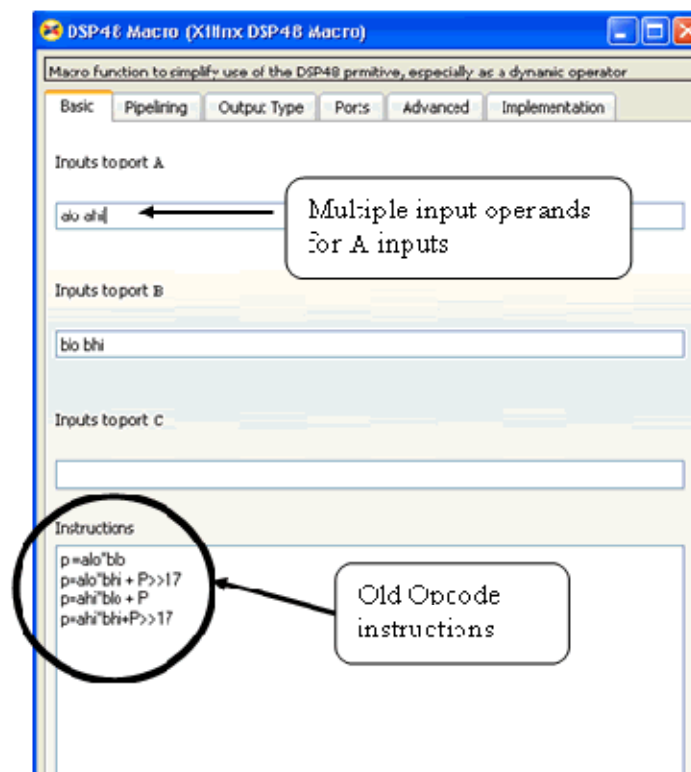 DSP48 Macro (Xilinx DSP48 Macro)
Macro function to simplify use of the DSP48 prmitive, especially as a dynamic operator
Basic Pipelining Output Type Ports Advanced Implementation
Inputs to port A
alo ahi
Multiple input operands
for A inputs
Inputs to port B
blo bhi
Inputs to port C
Instructions
p=alo*blo
p=alo*bhi + P>>17
p=ahi*blo + P
p=ahi*bhi+P>>17
Old Opcode
instructions